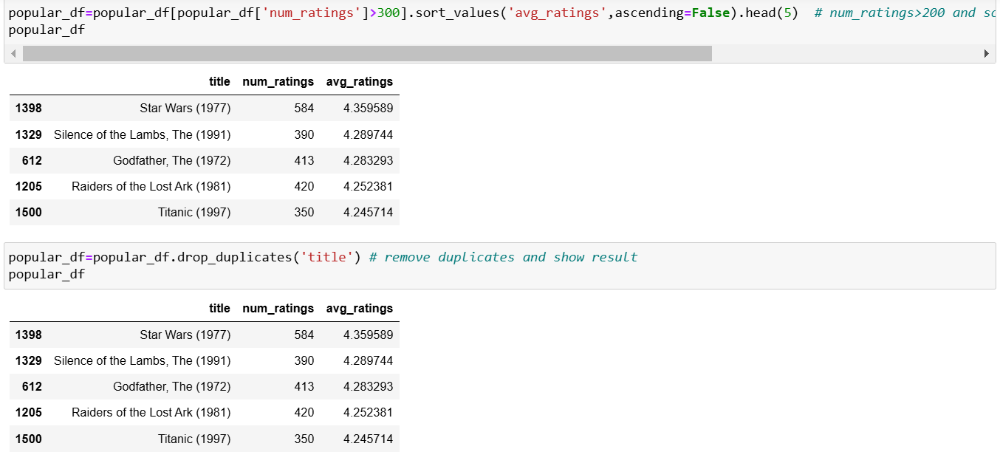 popular_df=popular_df[popular_df['num_ratings']>300].sort_values('avg_ratings',ascending=False).head(5)  # num_ratings>200 and
popular_df
title num_ratings avg_ratings
1398 Star Wars (1977) 584 4.359589
1329 Silence of the Lambs, The (1991) 390 4.289744
612 Godfather, The (1972) 413 4.283293
1205 Raiders of the Lost Ark (1981) 420 4.252381
1500 Titanic (1997) 350 4.245714
popular_df=popular_df.drop_duplicates('title') # remove duplicates and show result
popular_df
title num_ratings avg_ratings
1398 Star Wars (1977) 584 4.359589
1329 Silence of the Lambs, The (1991) 390 4.289744
612 Godfather, The (1972) 413 4.283293
1205 Raiders of the Lost Ark (1981) 420 4.252381
1500 Titanic (1997) 350 4.245714